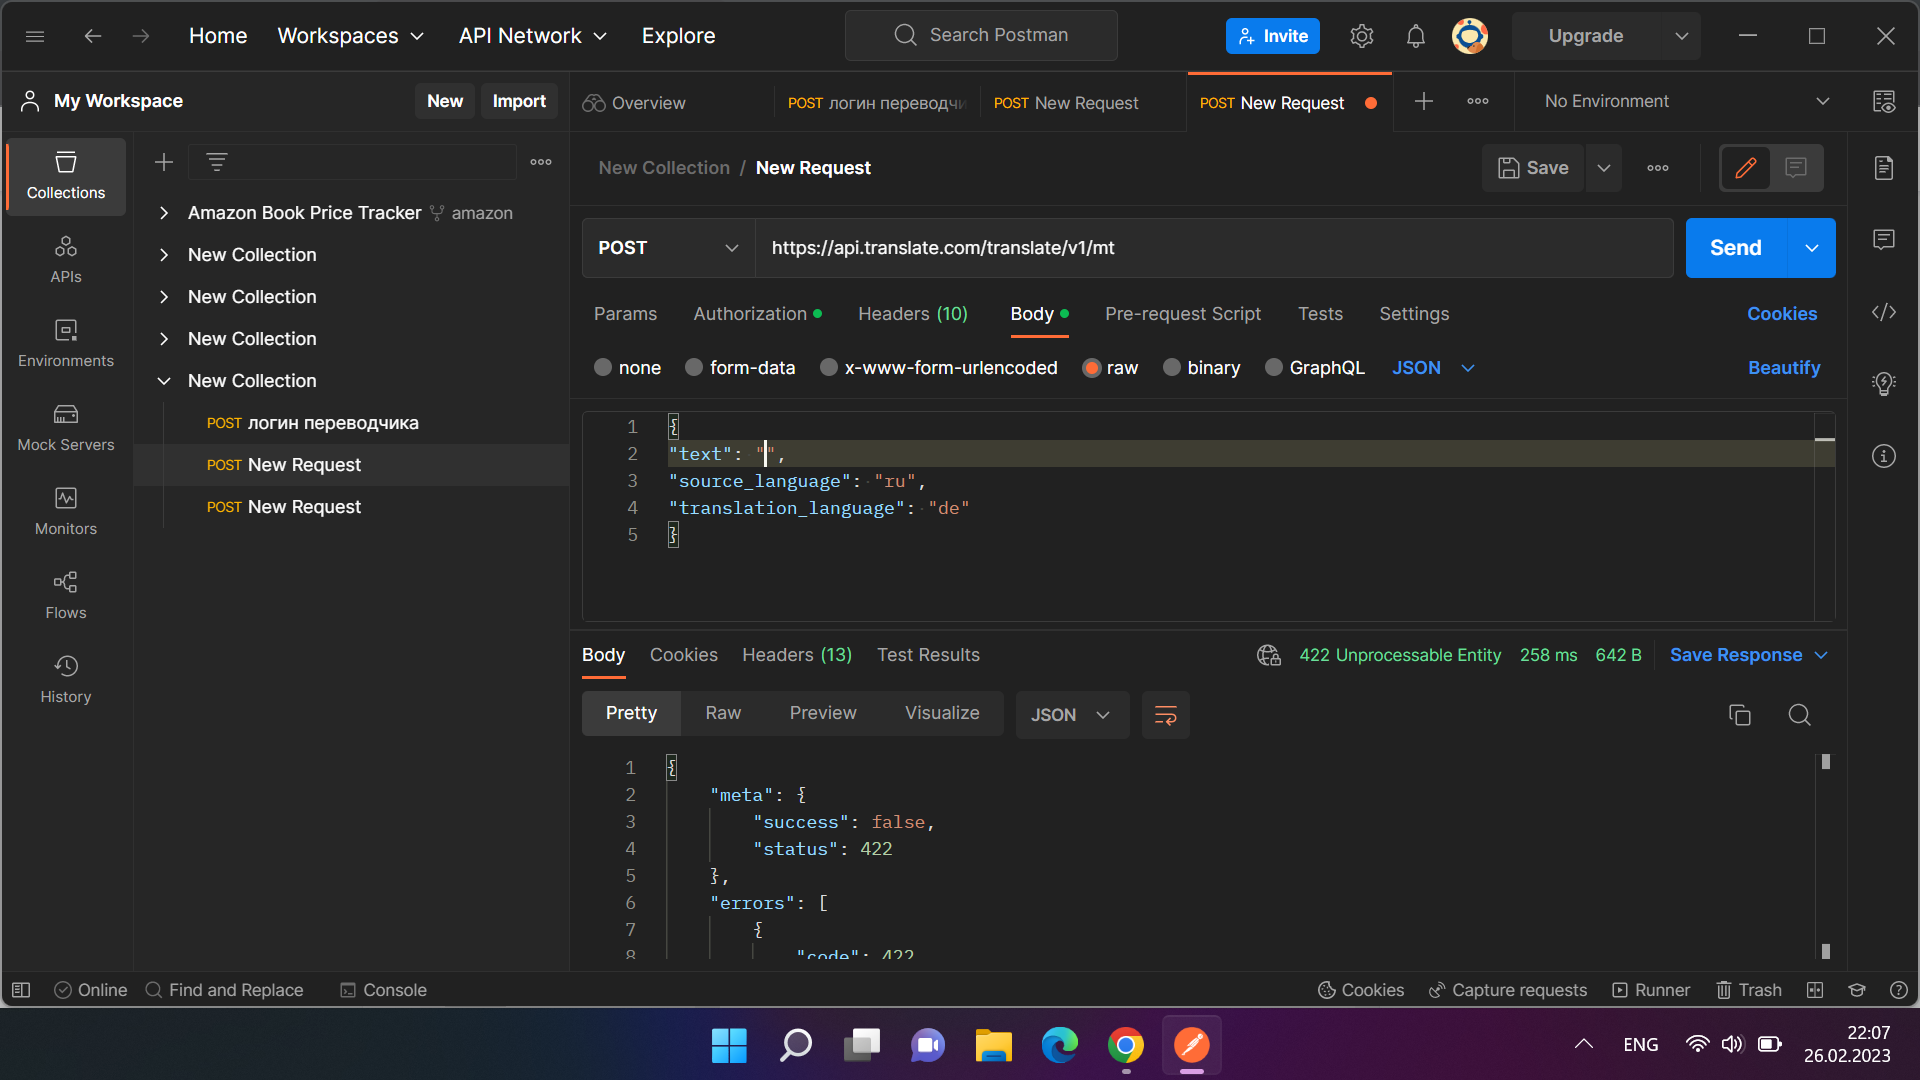 Home Workspaces API Network Explore Search Postman Invite Upgrade
My Workspace New Import
Overview POST логин переводчи POST New Request POST New Request No Environment
New Collection / New Request Save
Collections
APIs
Environments
Mock Servers
Monitors
Flows
History
Amazon Book Price Tracker amazon
New Collection
New Collection
New Collection
New Collection
POST логин переводчика
POST New Request
POST New Request
POST https://api.translate.com/translate/v1/mt Send
Params Authorization Headers (10) Body Pre-request Script Tests Settings Cookies
none form-data x-www-form-urlencoded raw binary GraphQL JSON Beautify
1 {
2 "text": "",
3 "source_language": "ru",
4 "translation_language": "de"
5 }
Body Cookies Headers (13) Test Results 422 Unprocessable Entity 258 ms 642 B Save Response
Pretty Raw Preview Visualize JSON
1 {
2 "meta": {
3 "success": false,
4 "status": 422
5 },
6 "errors": [
7 {
8 "code": 422
Online Find and Replace Console Cookies Capture requests Runner Trash
ENG 22:07
26.02.2023